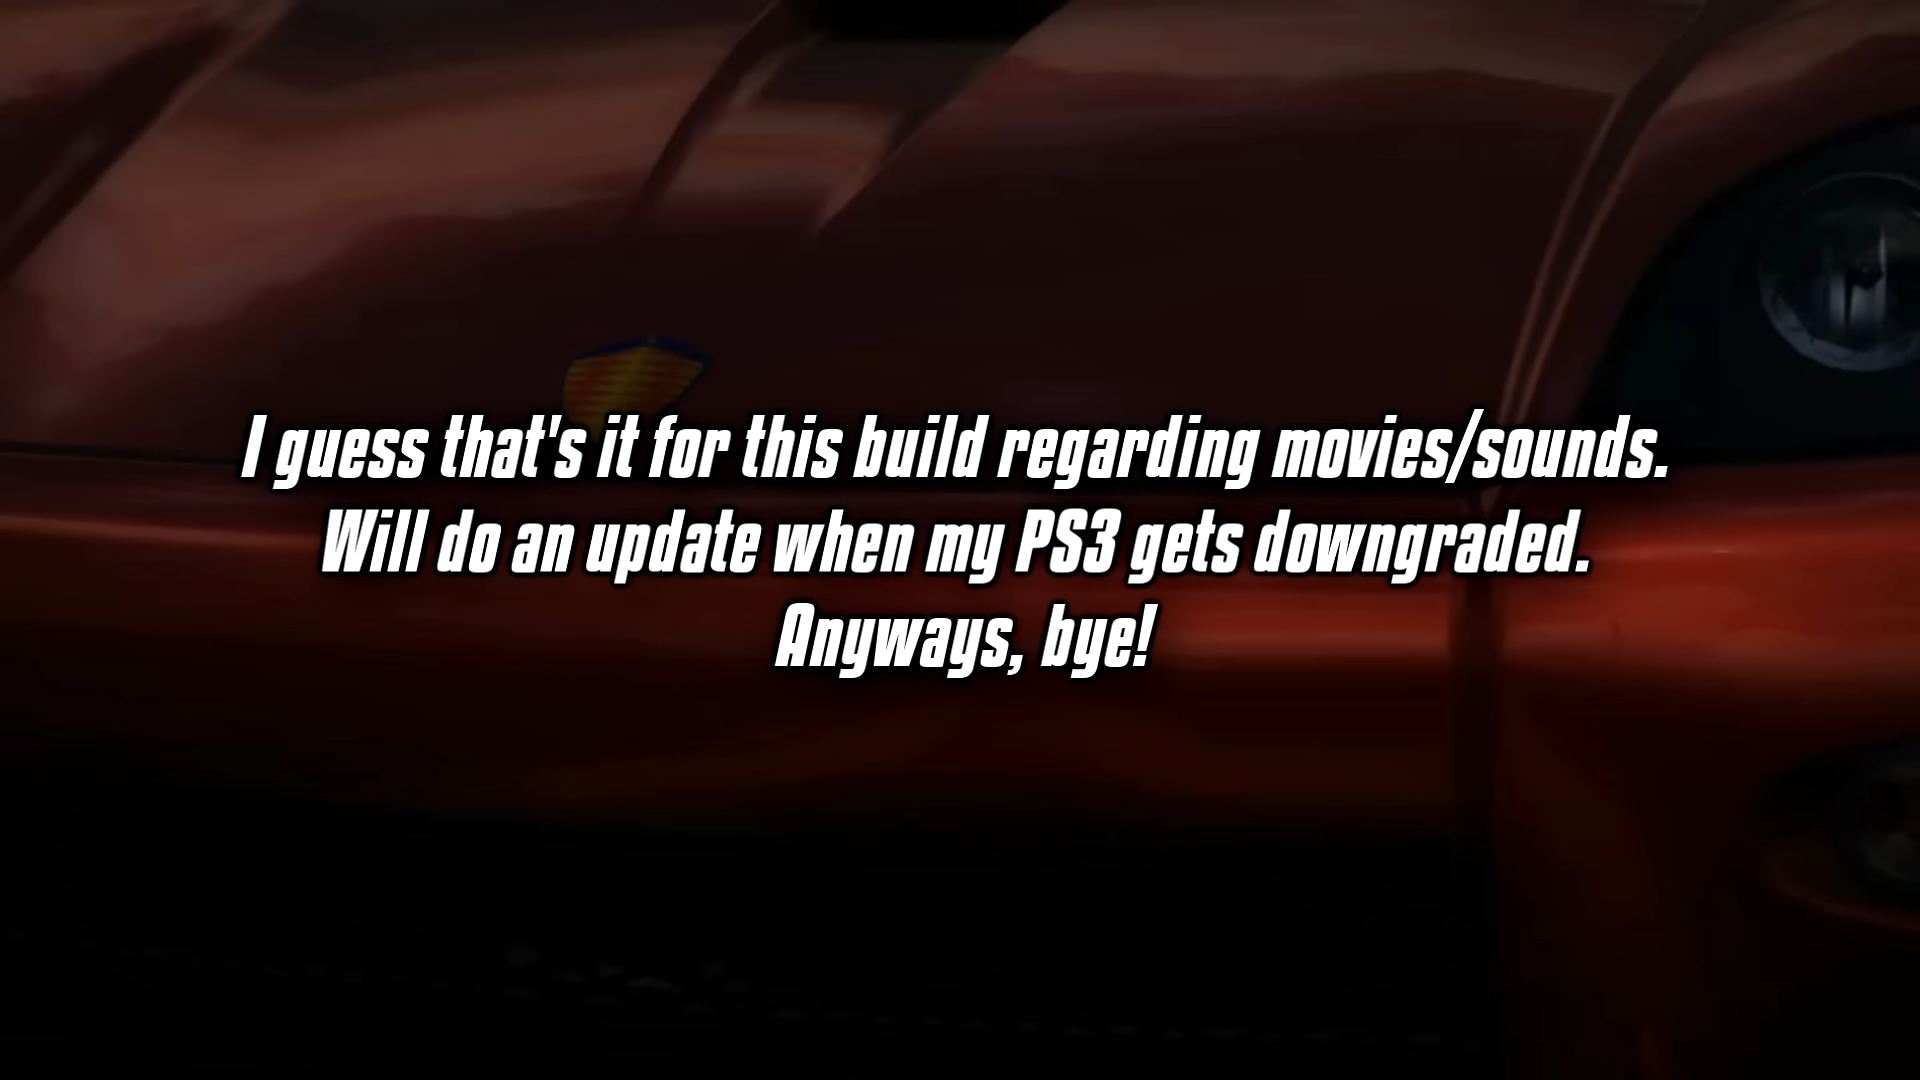 I guess that's it for this build regarding movies/sounds.
Will do an update when my PS3 gets downgraded.
Anyways, bye!